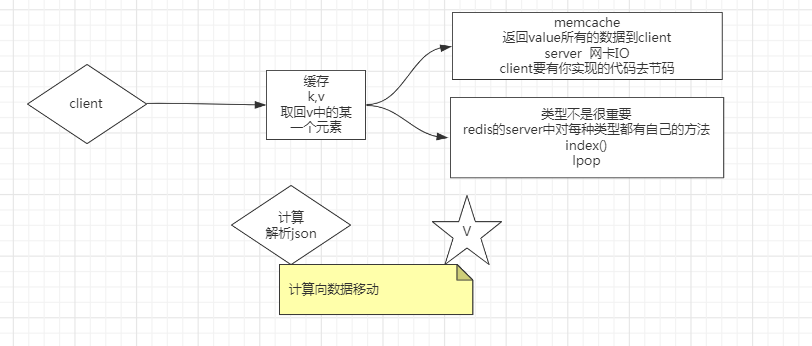 client
缓存
k,v
取回v中的某
一个元素
memcache
返回value所有的数据到client
server 网卡IO
client要有你实现的代码去节码
类型不是很重要
redis的server中对每种类型都有自己的方法
index()
lpop
计算
解析json
V
计算向数据移动